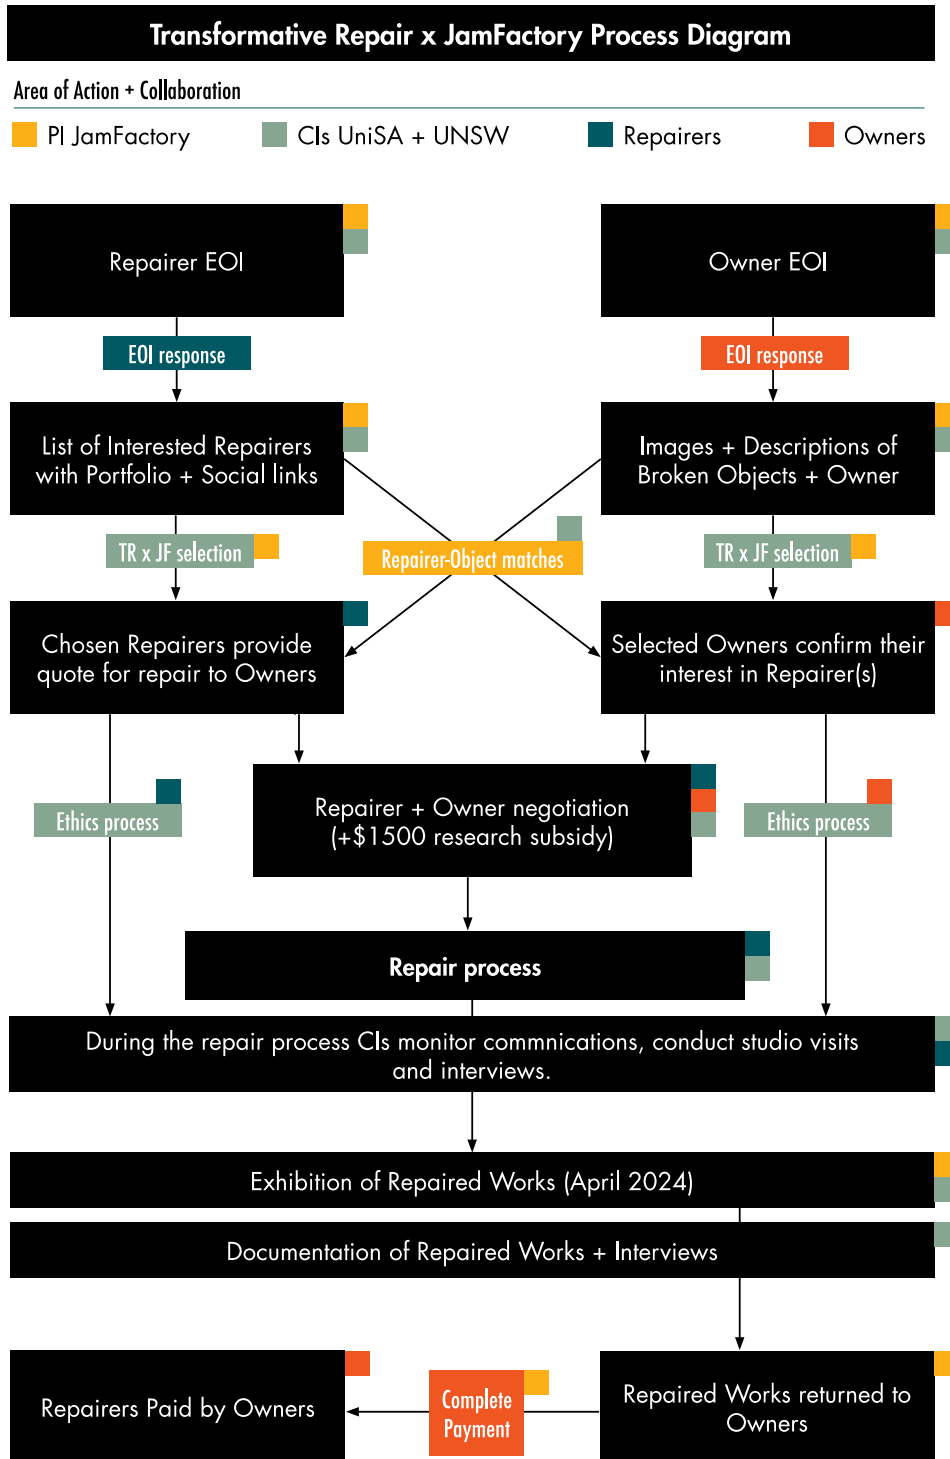 Transformative Repair x JamFactory Process Diagram
Area of Action + Collaboration
PI JamFactory
CIs UniSA + UNSW
Repairers
Owners
Repairer EOI
Owner EOI
EOI response
EOI response
List of Interested Repairers
with Portfolio + Social links
Images + Descriptions of
Broken Objects + Owner
TR x JF selection
Repairer-Object matches
TR x JF selection
Chosen Repairers provide
quote for repair to Owners
Selected Owners confirm their
interest in Repairer(s)
Ethics process
Repairer + Owner negotiation
(+$1500 research subsidy)
Ethics process
Repair process
During the repair process CIs monitor commnications, conduct studio visits
and interviews.
Exhibition of Repaired Works (April 2024)
Documentation of Repaired Works + Interviews
Repairers Paid by Owners
Complete
Payment
Repaired Works returned to
Owners